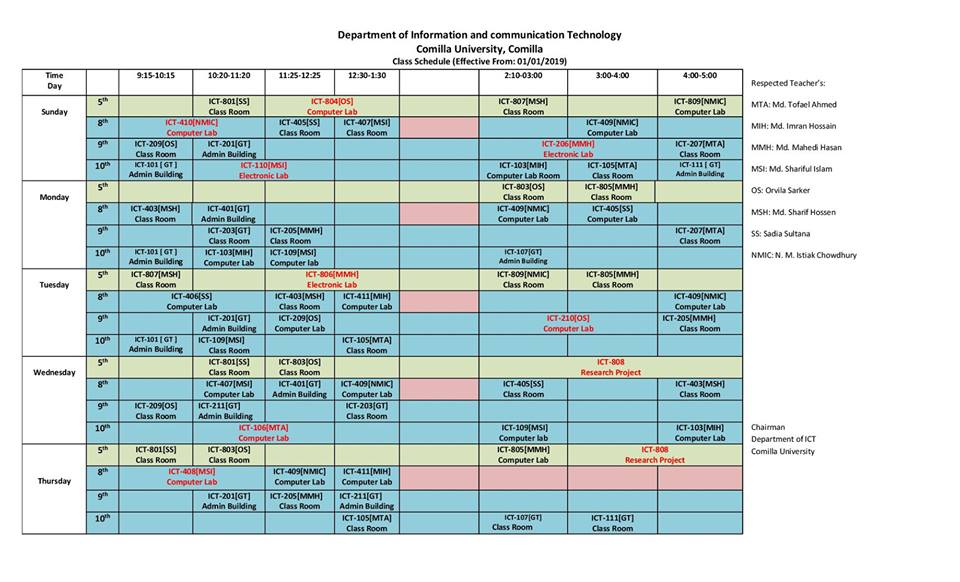 Department of Information and communication Technology
Comilla University, Comilla
Class Schedule (Effective From: 01/01/2019)
Time 9:15-10:15 10:20-11:20 11:25-12:25 12:30-1:30 2:10-03:00 3:00-4:00 4:00-5:00
Day
Respected Teacher's:
MTA: Md. Tofael Ahmed
MIH: Md. Imran Hossain
MMH: Md. Mahedi Hasan
MSI: Md. Shariful Islam
OS: Orvila Sarker
MSH: Md. Sharif Hossen
SS: Sadia Sultana
NMIC: N. M. Istiak Chowdhury
Sunday
5th ICT-801[SS] ICT-804[OS] ICT-807[MSH] ICT-809[NMIC]
Class Room Computer Lab Class Room Computer Lab
8th ICT-410[NMIC] ICT-405[SS] ICT-407[MSI] ICT-409[NMIC]
Computer Lab Class Room Class Room Computer Lab
9th ICT-209[OS] ICT-201[GT] ICT-206[MMH] ICT-207[MTA]
Class Room Admin Building Electronic Lab Class Room
10th ICT-101 [ GT ] ICT-110[MSI] ICT-103[MIH] ICT-105[MTA] ICT-111 [ GT ]
Admin Building Electronic Lab Computer Lab Room Class Room Admin Building
Monday
5th ICT-803[OS] ICT-805[MMH]
Class Room Class Room
8th ICT-403[MSH] ICT-401[GT] ICT-409[NMIC] ICT-405[SS]
Class Room Admin Building Computer Lab Computer Lab
9th ICT-203[GT] ICT-205[MMH] ICT-207[MTA]
Class Room Class Room Class Room
10th ICT-101 [ GT ] ICT-103[MIH] ICT-109[MSI] ICT-107[GT]
Admin Building Computer Lab Computer lab Admin Building
Tuesday
5th ICT-807[MSH] ICT-806[MMH] ICT-809[NMIC] ICT-805[MMH]
Class Room Electronic Lab Class Room Class Room
8th ICT-406[SS] ICT-403[MSH] ICT-411[MIH] ICT-409[NMIC]
Computer Lab Class Room Computer Lab Computer Lab
9th ICT-201[GT] ICT-209[OS] ICT-210[OS] ICT-205[MMH]
Admin Building Computer Lab Computer Lab Class Room
10th ICT-101 [ GT ] ICT-109[MSI] ICT-105[MTA]
Admin Building Class Room Class Room
Wednesday
5th ICT-801[SS] ICT-803[OS] ICT-808
Class Room Class Room Research Project
8th ICT-407[MSI] ICT-401[GT] ICT-409[NMIC] ICT-405[SS] ICT-403[MSH]
Computer Lab Admin Building Computer Lab Class Room Class Room
9th ICT-209[OS] ICT-211[GT] ICT-203[GT]
Class Room Admin Building Class Room
10th ICT-106[MTA] ICT-109[MSI] ICT-103[MIH]
Computer Lab Computer lab Computer Lab
Thursday
5th ICT-801[SS] ICT-803[OS] ICT-805[MMH] ICT-808
Class Room Class Room Computer Lab Research Project
8th ICT-408[MSI] ICT-409[NMIC] ICT-411[MIH]
Computer Lab Computer Lab Computer Lab
9th ICT-201[GT] ICT-205[MMH] ICT-211[GT]
Admin Building Class Room Admin Building
10th ICT-105[MTA] ICT-107[GT] ICT-111[GT]
Class Room Class Room Class Room
Chairman
Department of ICT
Comilla University